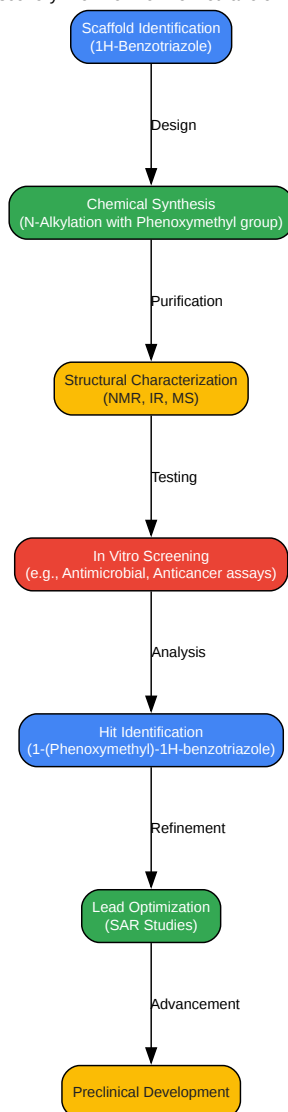 Scaffold Identification
(1H-Benzotriazole)
Design
Chemical Synthesis
(N-Alkylation with Phenoxymethyl group)
Purification
Structural Characterization
(NMR, IR, MS)
Testing
In Vitro Screening
(e.g., Antimicrobial, Anticancer assays)
Analysis
Hit Identification
(1-(Phenoxymethyl)-1H-benzotriazole)
Refinement
Lead Optimization
(SAR Studies)
Advancement
Preclinical Development